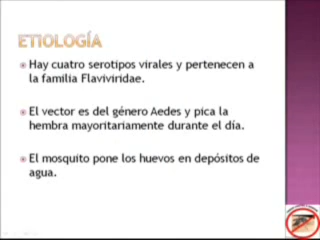 ETIOLOGÍA
Hay cuatro serotipos virales y pertenecen a
la familia Flaviviridae.
El vector es del género Aedes y pica la
hembra mayoritariamente durante el día.
El mosquito pone los huevos en depósitos de
agua.